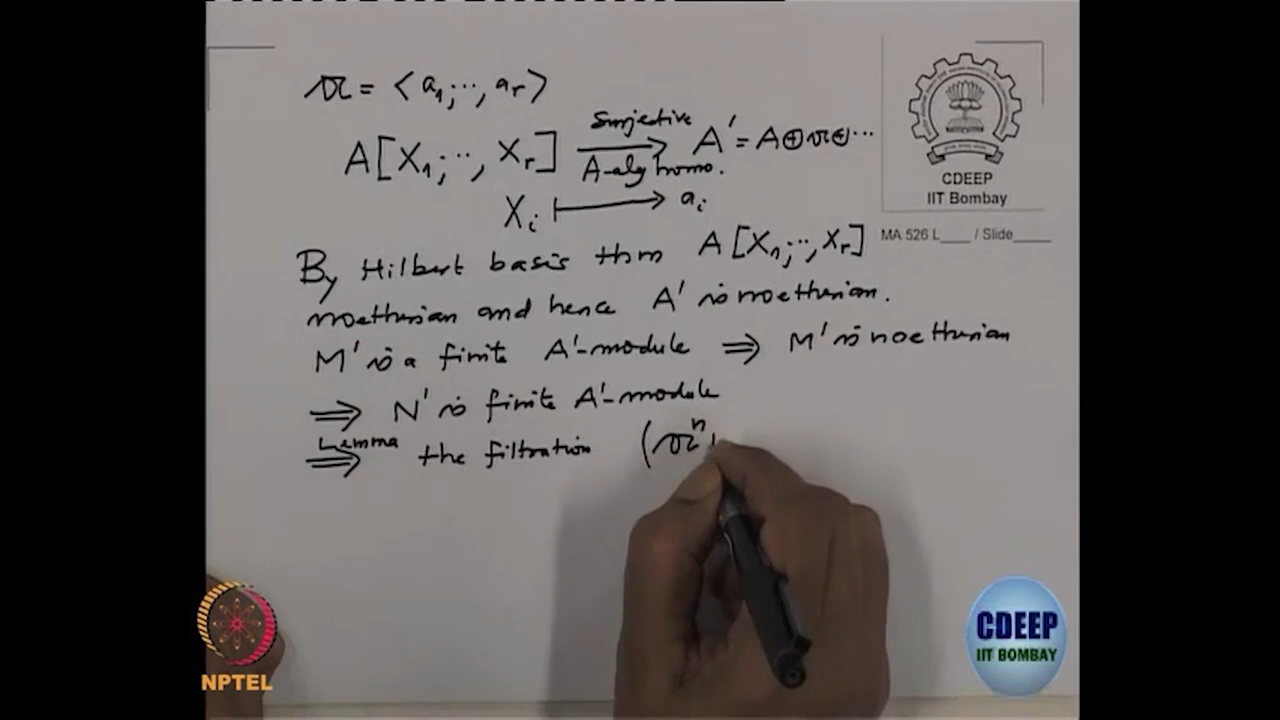 𝔞 = ⟨a₁,..., aᵣ⟩
A[X₁,..., Xᵣ] Surjective → A-alg homo. A' = A⊕𝔞⊕...
Xᵢ ↦ aᵢ
By Hilbert basis thm A[X₁,..., Xᵣ]
noetherian and hence A' is noetherian.
M' is a finite A'-module ⇒ M' is noetherian
⇒ N' is finite A'-module
Lemma ⇒ the filtration (𝔞ⁿ
CDEEP
IIT Bombay
MA 526 L___ / Slide____
NPTEL
CDEEP
IIT BOMBAY